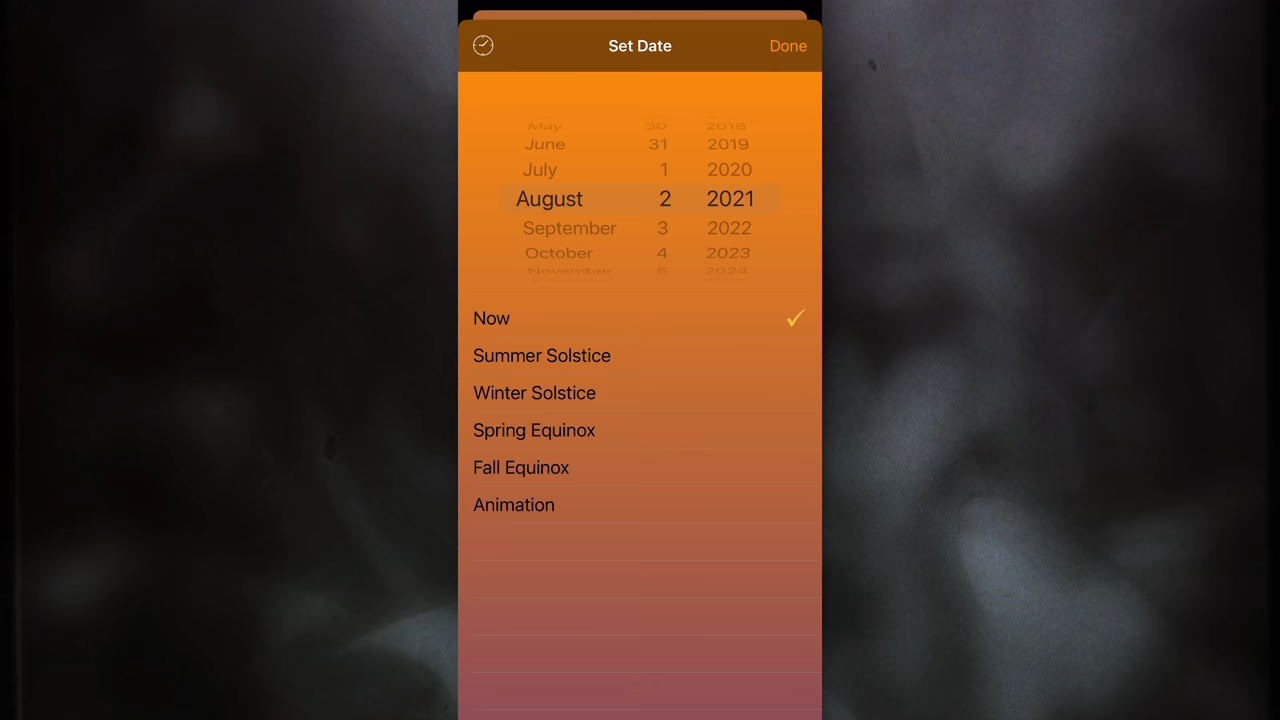 Set Date Done
May 30 2018
June 31 2019
July 1 2020
August 2 2021
September 3 2022
October 4 2023
November 5 2024
Now
Summer Solstice
Winter Solstice
Spring Equinox
Fall Equinox
Animation